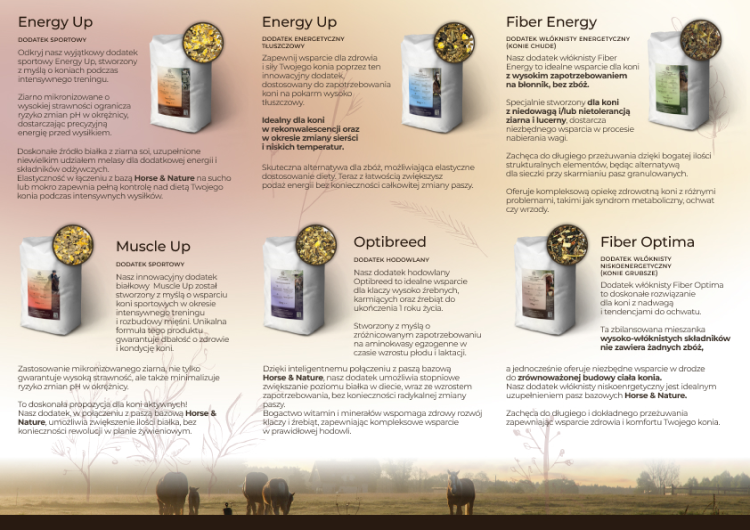 Energy Up
DODATEK SPORTOWY
Odkryj nasz wyjątkowy dodatek
sportowy Energy Up, stworzony
z myślą o koniach podczas
intensywnego treningu.
Ziarno mikronizowane o
wysokiej strawności ogranicza
ryzyko zmian pH w okrężnicy,
dostarczając precyzyjną
energię przed wysiłkiem.
Doskonałe źródło białka z ziarna soi, uzupełnione
niewielkim udziałem melasy dla dodatkowej energii i
składników odżywczych.
Elastyczność w łączeniu z bazą Horse & Nature na sucho
lub mokro zapewnia pełną kontrolę nad dietą Twojego
konia podczas intensywnych wysiłków.
Energy Up
DODATEK ENERGETYCZNY
TŁUSZCZOWY
Zapewnij wsparcie dla zdrowia
i siły Twojego konia poprzez ten
innowacyjny dodatek,
dostosowany do zapotrzebowania
koni na pokarm wysoko
tłuszczowy.
Idealny dla koni
w rekonwalescencji oraz
w okresie zmiany sierści
i niskich temperatur.
Skuteczna alternatywa dla zbóż, możliwiająca elastyczne
dostosowanie diety. Teraz z łatwością zwiększysz
podaż energii bez konieczności całkowitej zmiany paszy.
Fiber Energy
DODATEK WŁÓKNISTY ENERGETYCZNY
(KONIE CHUDE)
Nasz dodatek włóknisty Fiber
Energy to idealne wsparcie dla koni
z wysokim zapotrzebowaniem
na błonnik, bez zbóż.
Specjalnie stworzony dla koni
z niedowagą i/lub nietolerancją
ziarna i lucerny, dostarcza
niezbędnego wsparcia w procesie
nabierania wagi.
Zachęca do długiego przeżuwania dzięki bogatej ilości
strukturalnych elementów, będąc alternatywą
dla sieczki przy skarmianiu pasz granulowanych.
Oferuje kompleksową opiekę zdrowotną koni z różnymi
problemami, takimi jak syndrom metaboliczny, ochwat
czy wrzody.
Muscle Up
DODATEK SPORTOWY
Nasz innowacyjny dodatek
białkowy Muscle Up został
stworzony z myślą o wsparciu
koni sportowych w okresie
intensywnego treningu
i rozbudowy mięśni. Unikalna
formuła tego produktu
gwarantuje dbałość o zdrowie
i kondycję koni.
Zastosowanie mikronizowanego ziarna, nie tylko
gwarantuje wysoką strawność, ale także minimalizuje
ryzyko zmian pH w okrężnicy.
To doskonała propozycja dla koni aktywnych!
Nasz dodatek, w połączeniu z paszą bazową Horse &
Nature, umożliwia zwiększenie ilości białka, bez
konieczności rewolucji w planie żywieniowym.
Optibreed
DODATEK HODOWLANY
Nasz dodatek hodowlany
Optibreed to idealne wsparcie
dla klaczy wysoko źrebnych,
karmiących oraz źrebiąt do
ukończenia 1 roku życia.
Stworzony z myślą o
zróżnicowanym zapotrzebowaniu
na aminokwasy egzogenne w
czasie wzrostu płodu i laktacji.
Dzięki inteligentnemu połączeniu z paszą bazową
Horse & Nature, nasz dodatek umożliwia stopniowe
zwiększanie poziomu białka w diecie, wraz ze wzrostem
zapotrzebowania, bez konieczności radykalnej zmiany
paszy.
Bogactwo witamin i minerałów wspomaga zdrowy rozwój
klaczy i źrebiąt, zapewniając kompleksowe wsparcie
w prawidłowej hodowli.
Fiber Optima
DODATEK WŁÓKNISTY
NISKOENERGETYCZNY
(KONIE GRUBSZE)
Dodatek włóknisty Fiber Optima
to doskonałe rozwiązanie
dla koni z nadwagą
i tendencjami do ochwatu.
Ta zbilansowana mieszanka
wysoko-włóknistych składników
nie zawiera żadnych zbóż,
a jednocześnie oferuje niezbędne wsparcie w drodze
do zrównoważonej budowy ciała konia.
Nasz dodatek włóknisty niskoenergetyczny jest idealnym
uzupełnieniem pasz bazowych Horse & Nature.
Zachęca do długiego i dokładnego przeżuwania
zapewniając wsparcie zdrowia i komfortu Twojego konia.